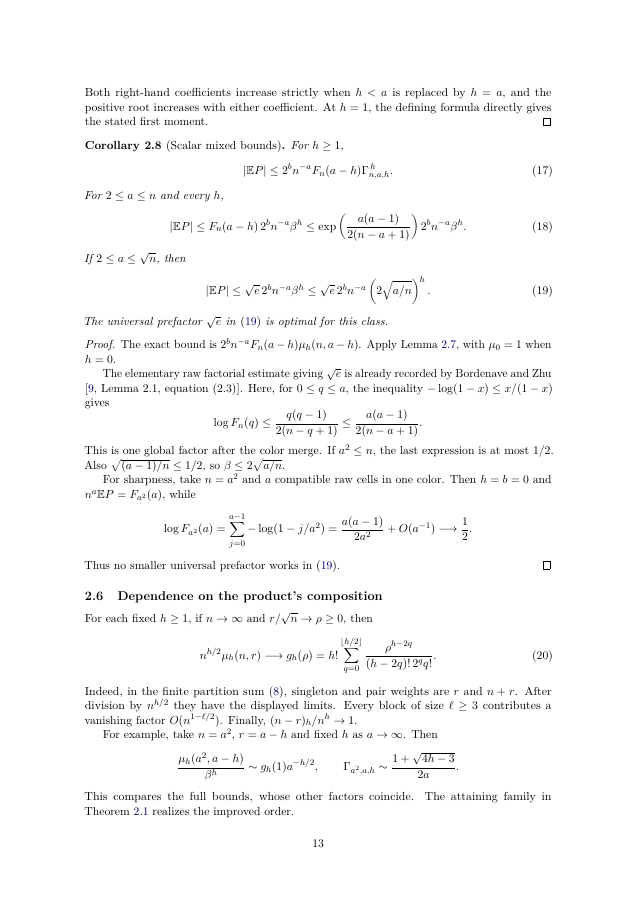 Both right-hand coefficients increase strictly when h < a is replaced by h = a, and the
positive root increases with either coefficient. At h = 1, the defining formula directly gives
the stated first moment. □
Corollary 2.8 (Scalar mixed bounds). For h ≥ 1,
|𝔼P| ≤ 2^b n^{−a} F_n(a − h)Γ^h_{n,a,h}. (17)
For 2 ≤ a ≤ n and every h,
|𝔼P| ≤ F_n(a − h) 2^b n^{−a} β^h ≤ exp ( a(a − 1) / 2(n − a + 1) ) 2^b n^{−a} β^h. (18)
If 2 ≤ a ≤ √n, then
|𝔼P| ≤ √e 2^b n^{−a} β^h ≤ √e 2^b n^{−a} (2√(a/n))^h. (19)
The universal prefactor √e in (19) is optimal for this class.
Proof. The exact bound is 2^b n^{−a} F_n(a − h)μ_h(n, a − h). Apply Lemma 2.7, with μ_0 = 1 when
h = 0.
The elementary raw factorial estimate giving √e is already recorded by Bordenave and Zhu
[9, Lemma 2.1, equation (2.3)]. Here, for 0 ≤ q ≤ a, the inequality − log(1 − x) ≤ x/(1 − x)
gives
log F_n(q) ≤ q(q − 1) / 2(n − q + 1) ≤ a(a − 1) / 2(n − a + 1).
This is one global factor after the color merge. If a² ≤ n, the last expression is at most 1/2.
Also √((a − 1)/n) ≤ 1/2, so β ≤ 2√(a/n).
For sharpness, take n = a² and a compatible raw cells in one color. Then h = b = 0 and
n^a 𝔼P = F_{a²}(a), while
log F_{a²}(a) = ∑_{j=0}^{a−1} − log(1 − j/a²) = a(a − 1) / 2a² + O(a^{−1}) ⟶ 1/2.
Thus no smaller universal prefactor works in (19). □
2.6 Dependence on the product's composition
For each fixed h ≥ 1, if n → ∞ and r/√n → ρ ≥ 0, then
n^{h/2} μ_h(n, r) ⟶ g_h(ρ) = h! ∑_{q=0}^{⌊h/2⌋} ρ^{h−2q} / (h − 2q)! 2^q q!. (20)
Indeed, in the finite partition sum (8), singleton and pair weights are r and n + r. After
division by n^{h/2} they have the displayed limits. Every block of size ℓ ≥ 3 contributes a
vanishing factor O(n^{1−ℓ/2}). Finally, (n − r)_h/n^h → 1.
For example, take n = a², r = a − h and fixed h as a → ∞. Then
μ_h(a², a − h) / β^h ∼ g_h(1)a^{−h/2}, Γ_{a²,a,h} ∼ (1 + √(4h − 3)) / 2a.
This compares the full bounds, whose other factors coincide. The attaining family in
Theorem 2.1 realizes the improved order.
13